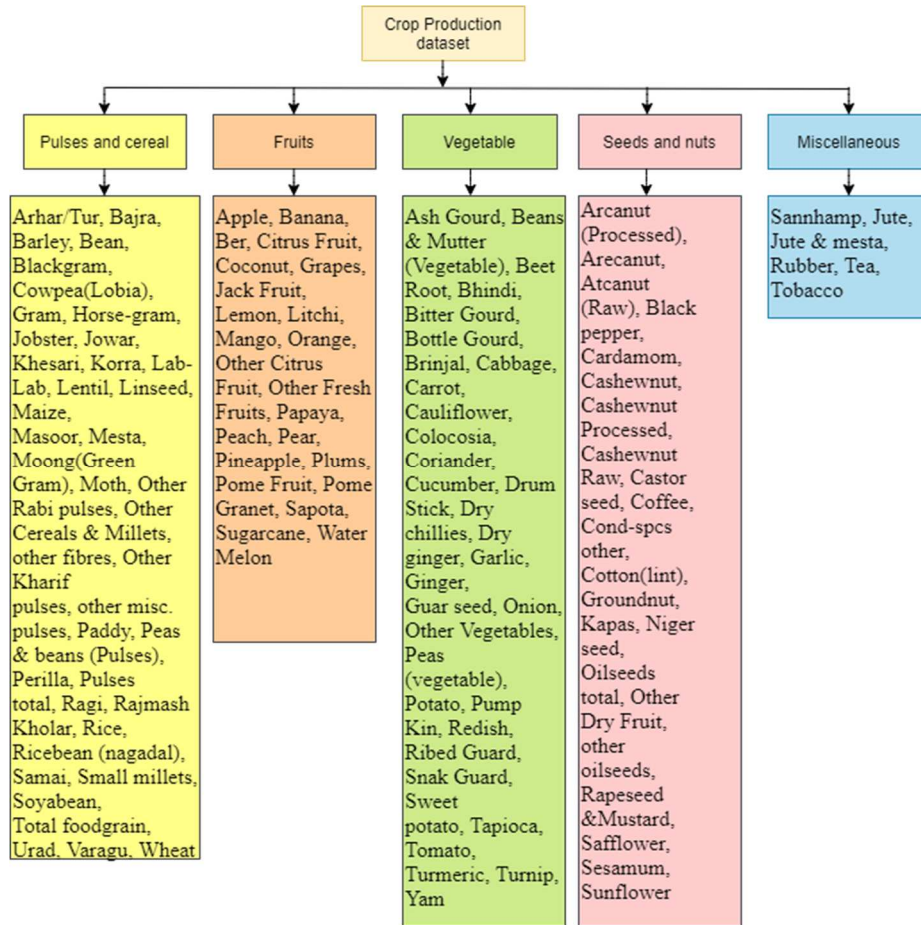 Crop Production
dataset
Pulses and cereal
Fruits
Vegetable
Seeds and nuts
Miscellaneous
Arhar/Tur, Bajra,
Barley, Bean,
Blackgram,
Cowpea(Lobia),
Gram, Horse-gram,
Jobster, Jowar,
Khesari, Korra, Lab-
Lab, Lentil, Linseed,
Maize,
Masoor, Mesta,
Moong(Green
Gram), Moth, Other
Rabi pulses, Other
Cereals & Millets,
other fibres, Other
Kharif
pulses, other misc.
pulses, Paddy, Peas
& beans (Pulses),
Perilla, Pulses
total, Ragi, Rajmash
Kholar, Rice,
Ricebean (nagadal),
Samai, Small millets,
Soyabean,
Total foodgrain,
Urad, Varagu, Wheat
Apple, Banana,
Ber, Citrus Fruit,
Coconut, Grapes,
Jack Fruit,
Lemon, Litchi,
Mango, Orange,
Other Citrus
Fruit, Other Fresh
Fruits, Papaya,
Peach, Pear,
Pineapple, Plums,
Pome Fruit, Pome
Granet, Sapota,
Sugarcane, Water
Melon
Ash Gourd, Beans
& Mutter
(Vegetable), Beet
Root, Bhindi,
Bitter Gourd,
Bottle Gourd,
Brinjal, Cabbage,
Carrot,
Cauliflower,
Colocosia,
Coriander,
Cucumber, Drum
Stick, Dry
chillies, Dry
ginger, Garlic,
Ginger,
Guar seed, Onion,
Other Vegetables,
Peas
(vegetable),
Potato, Pump
Kin, Redish,
Ribed Guard,
Snak Guard,
Sweet
potato, Tapioca,
Tomato,
Turmeric, Turnip,
Yam
Arcanut
(Processed),
Arecanut,
Atcanut
(Raw), Black
pepper,
Cardamom,
Cashewnut,
Cashewnut
Processed,
Cashewnut
Raw, Castor
seed, Coffee,
Cond-spcs
other,
Cotton(lint),
Groundnut,
Kapas, Niger
seed,
Oilseeds
total, Other
Dry Fruit,
other
oilseeds,
Rapeseed
&Mustard,
Safflower,
Sesamum,
Sunflower
Sannhamp, Jute,
Jute & mesta,
Rubber, Tea,
Tobacco